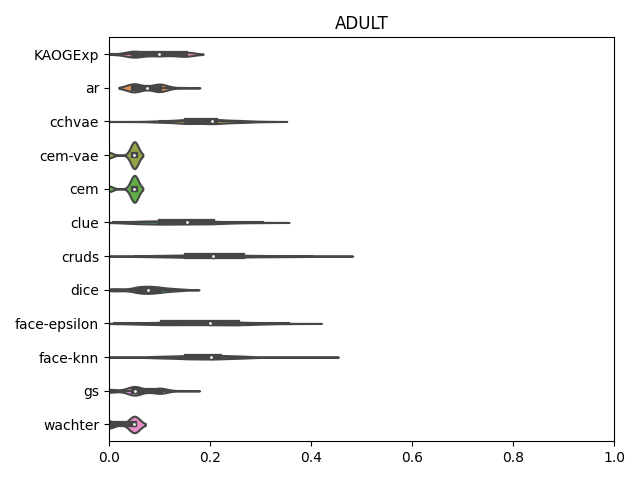 ADULT
KAOGExp
ar
cchvae
cem-vae
cem
clue
cruds
dice
face-epsilon
face-knn
gs
wachter
0.0 0.2 0.4 0.6 0.8 1.0